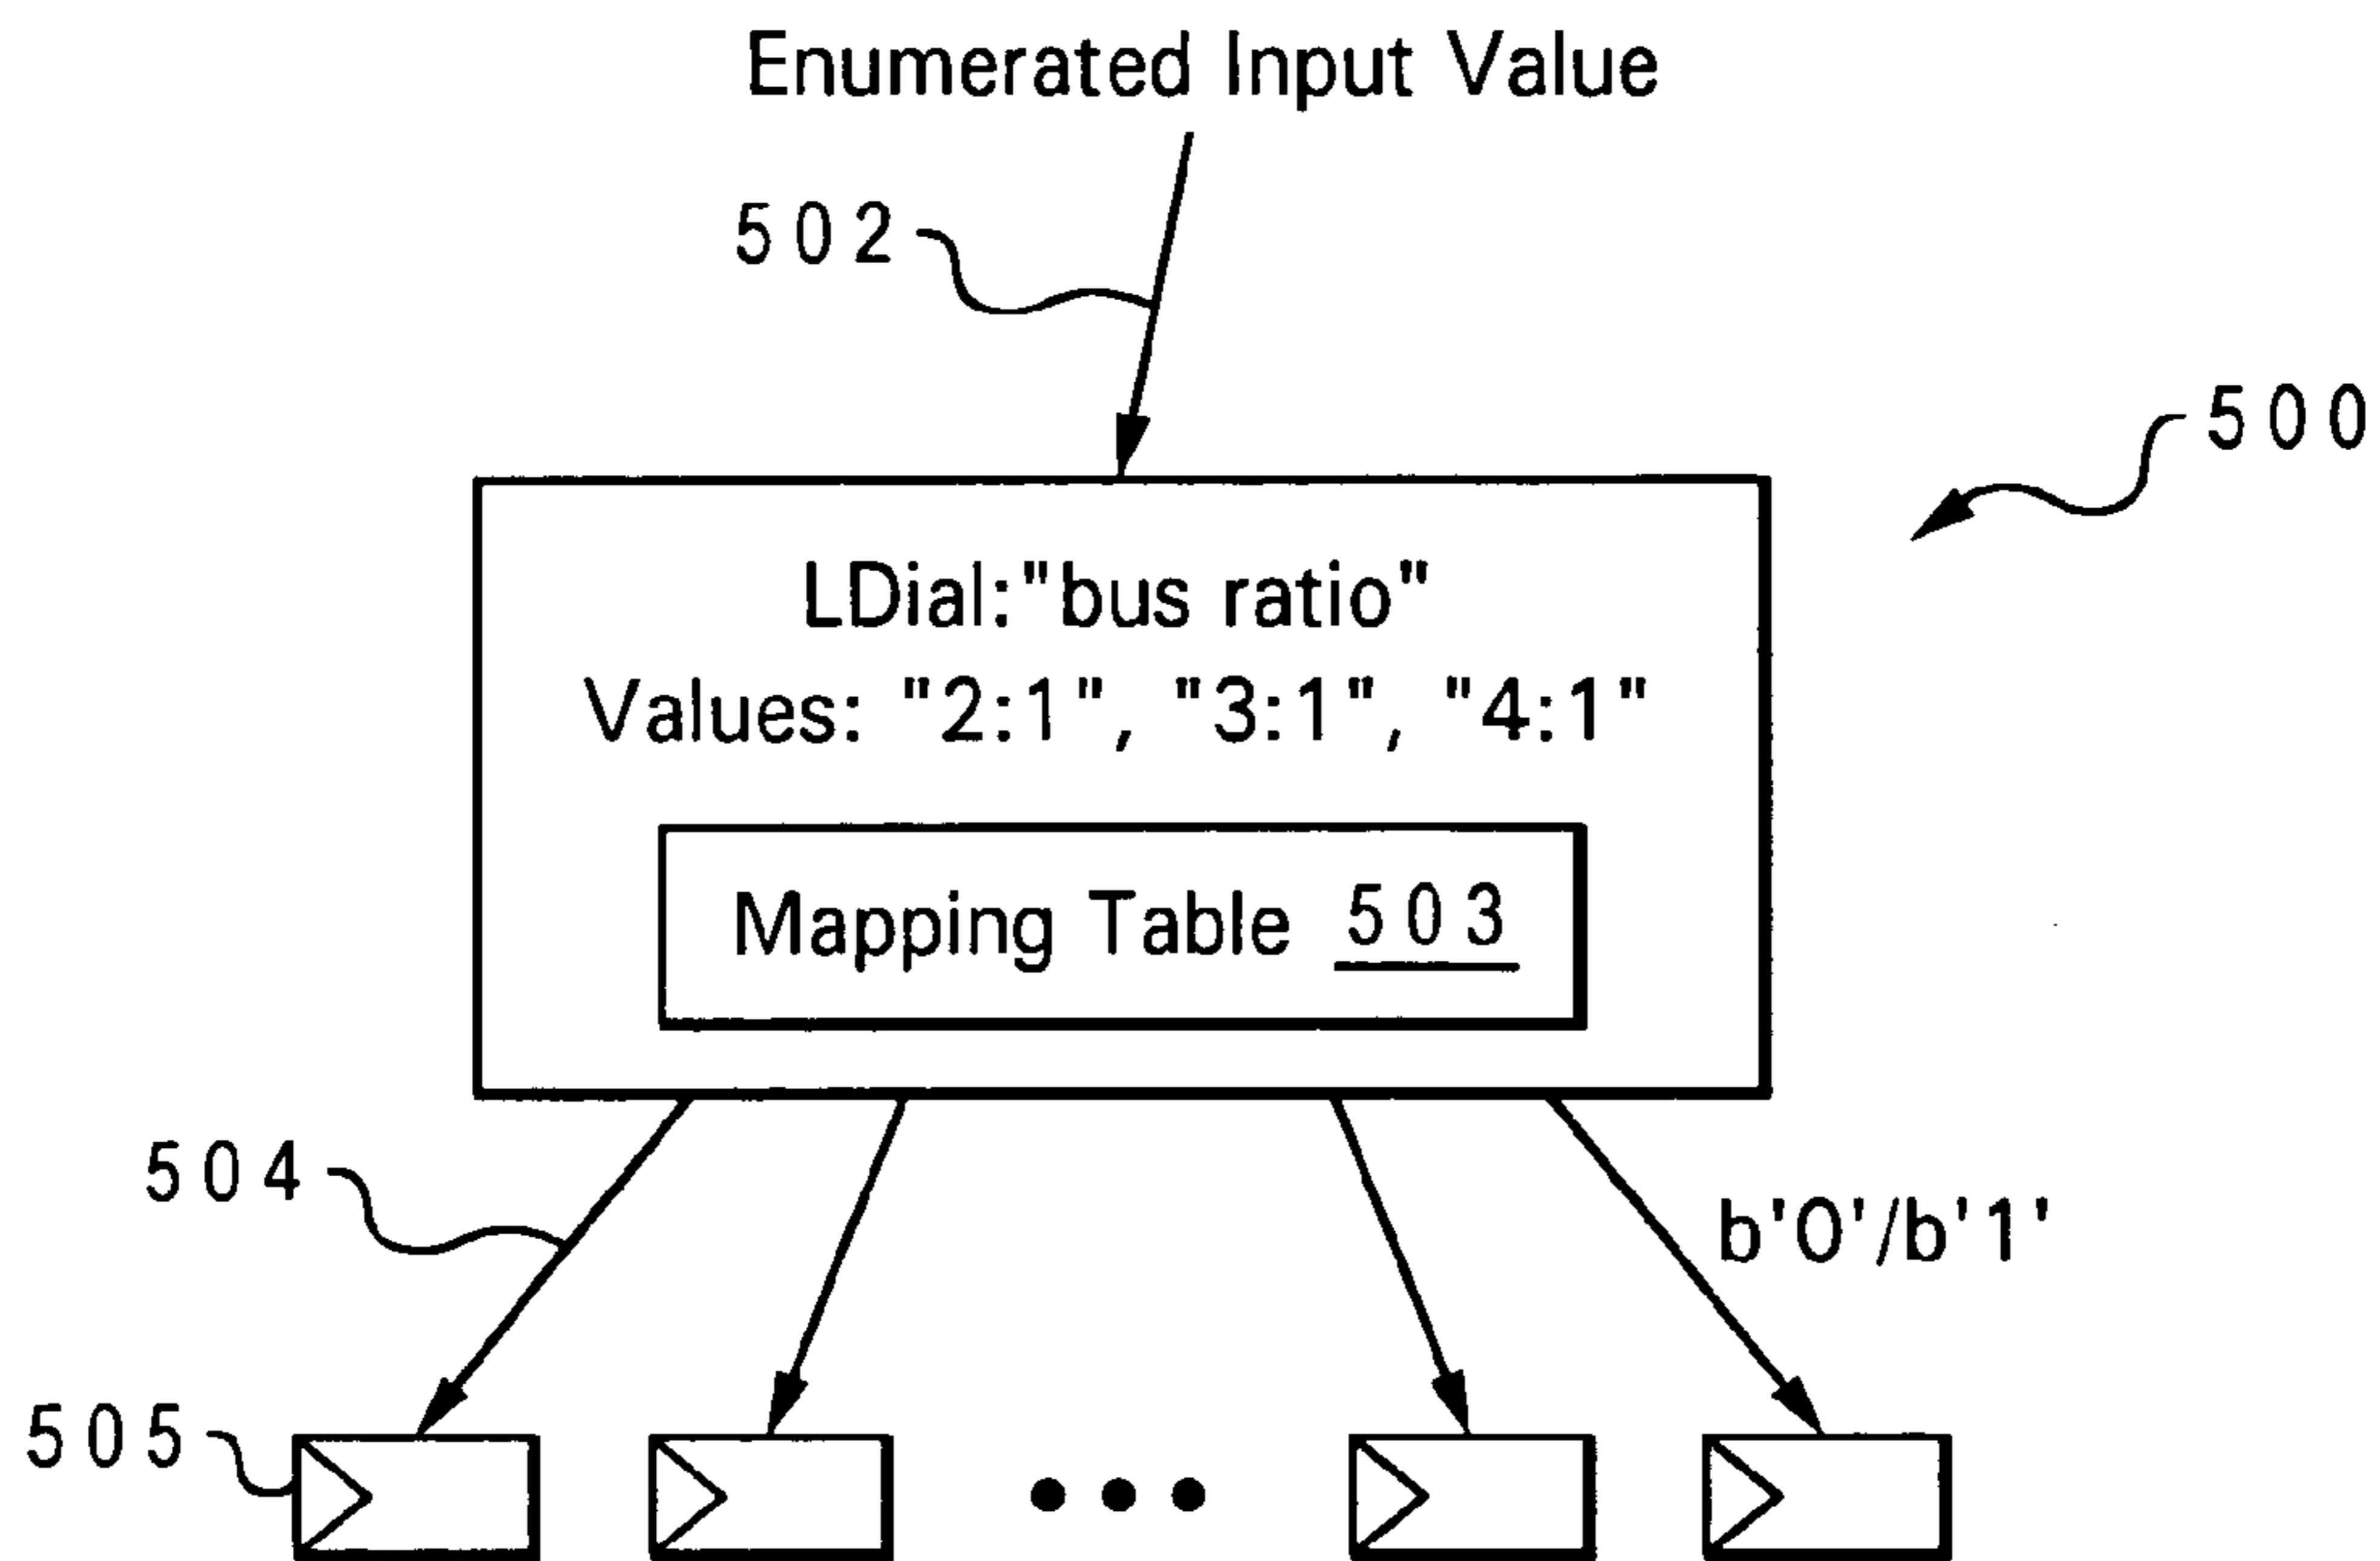 Enumerated Input Value
502
500
LDial:"bus ratio"
Values: "2:1", "3:1", "4:1"
Mapping Table 503
504
b'0'/b'1'
505